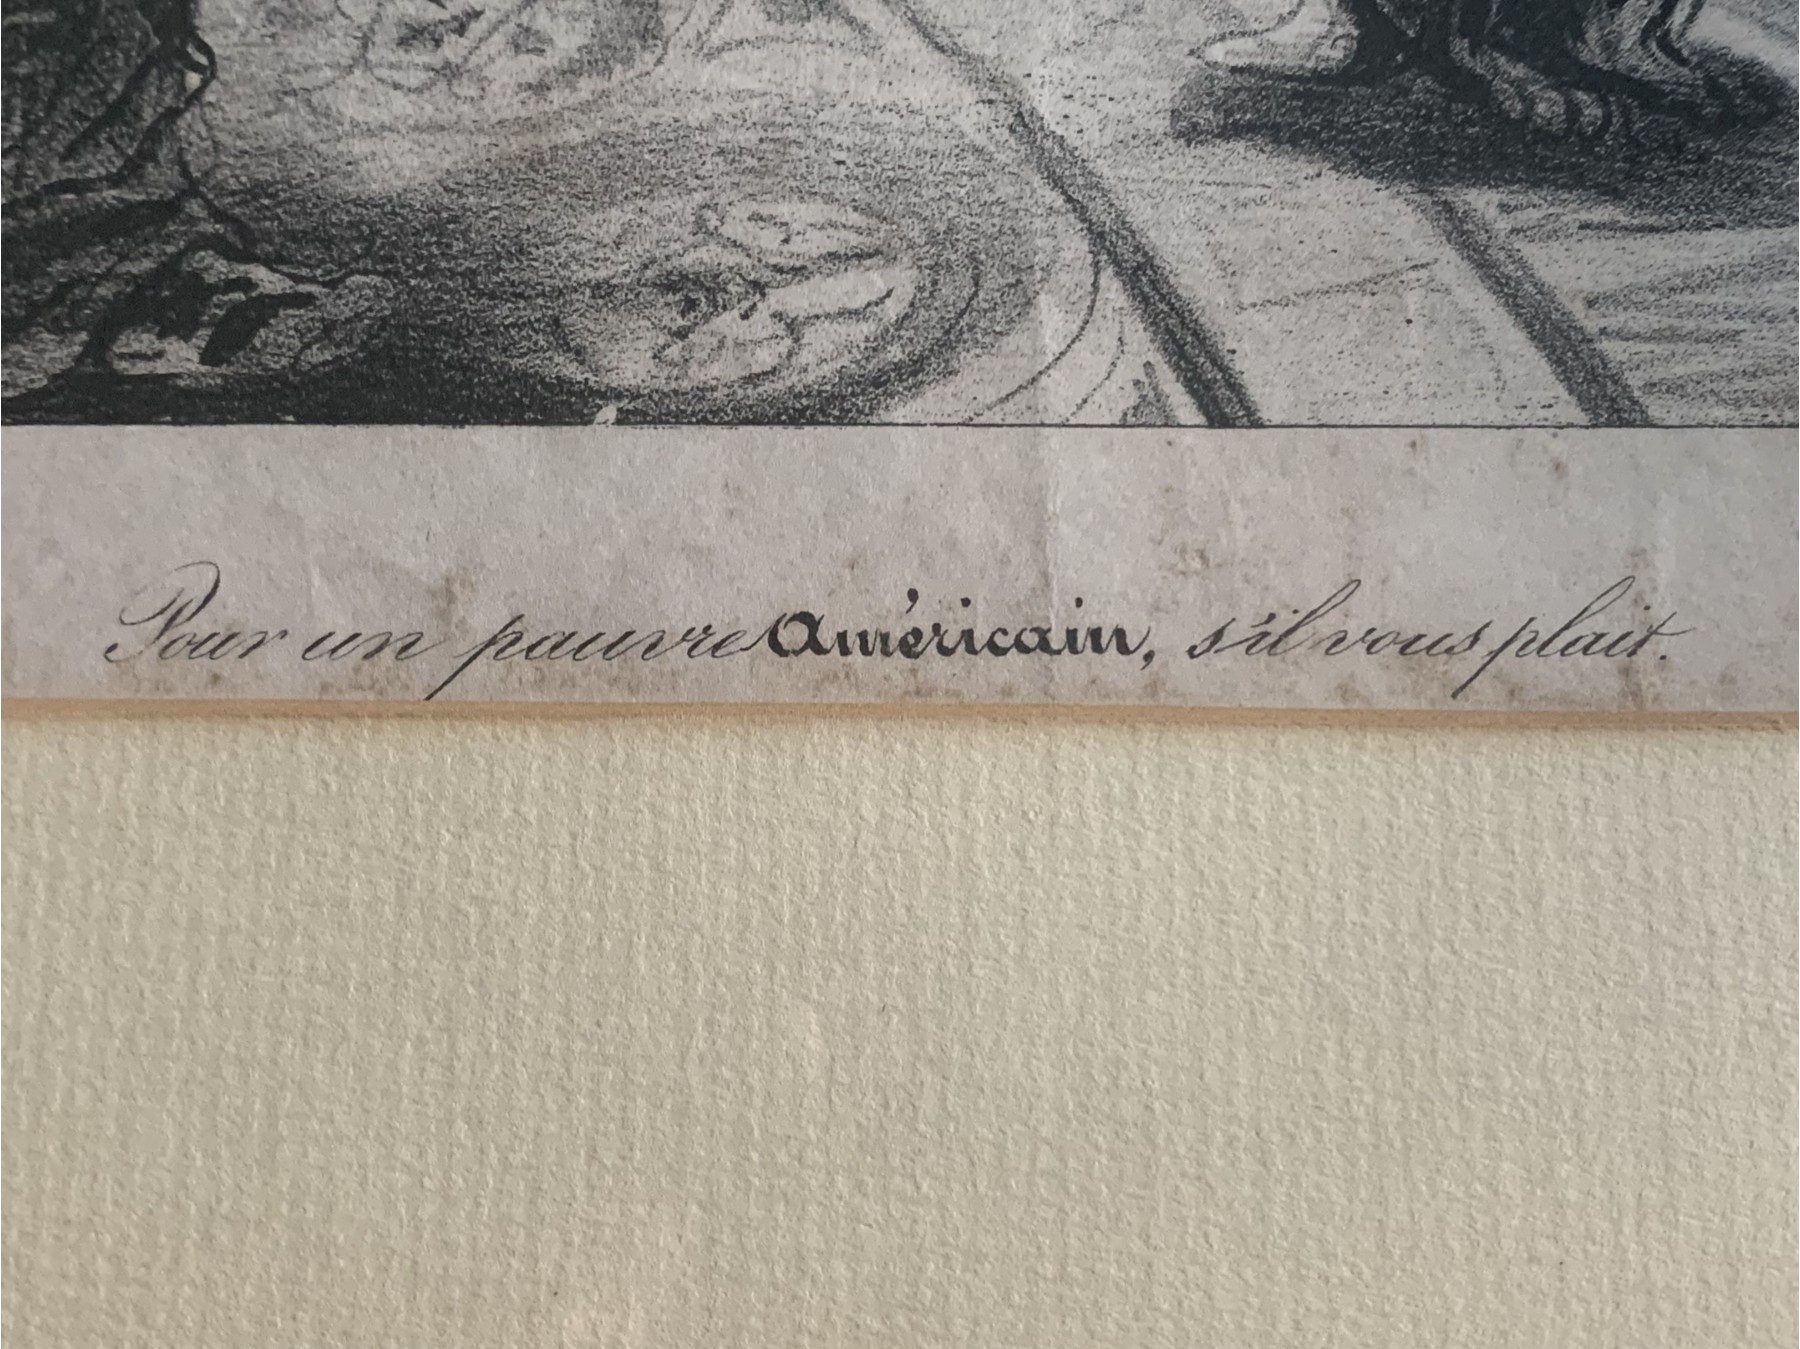 Pour un pauvre Américain, s'il vous plait.